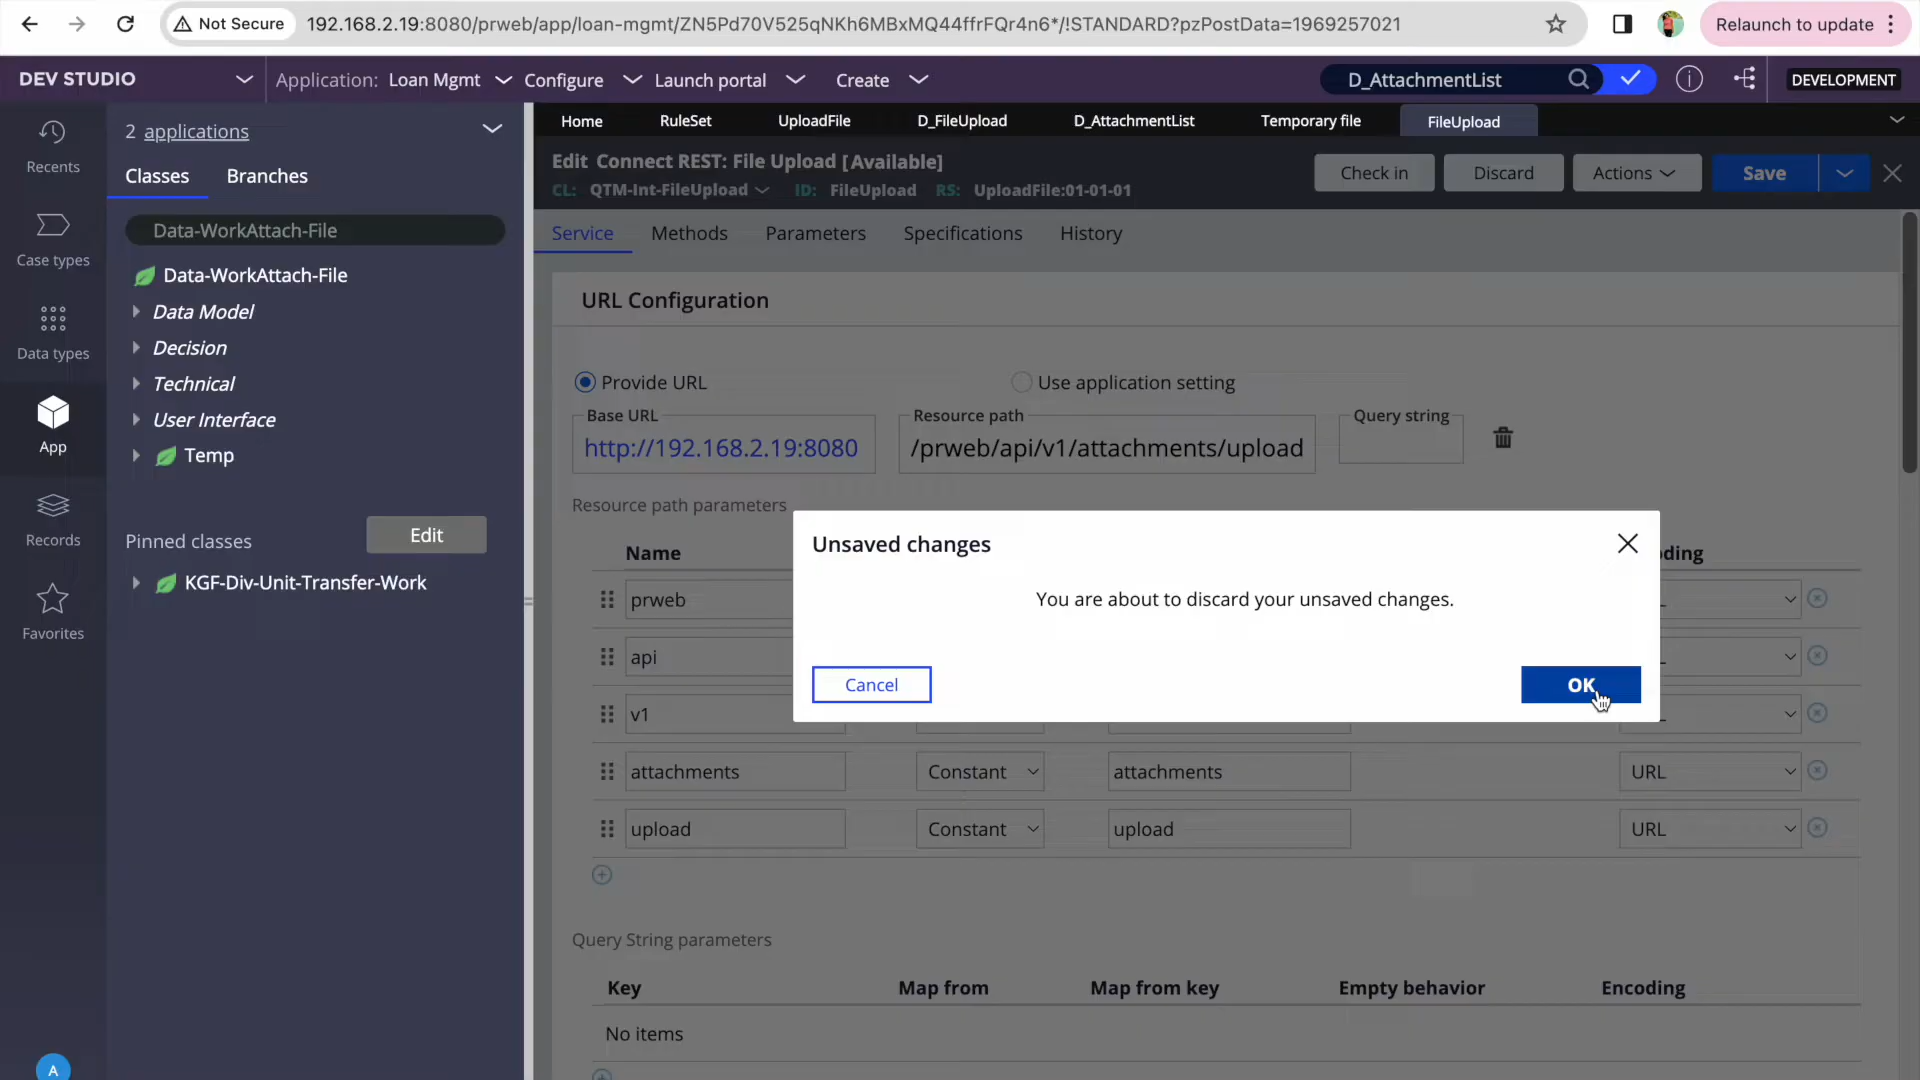 Not Secure
192.168.2.19:8080/prweb/app/loan-mgmt/ZN5Pd70V525qNKh6MBxMQ44ffrFQr4n6*/!STANDARD?pzPostData=1969257021
Relaunch to update
DEV STUDIO
Application: Loan Mgmt
Configure
Launch portal
Create
D_AttachmentList
DEVELOPMENT
Recents
Case types
Data types
App
Records
Favorites
A
2 applications
Classes
Branches
Data-WorkAttach-File
Data-WorkAttach-File
Data Model
Decision
Technical
User Interface
Temp
Pinned classes
Edit
KGF-Div-Unit-Transfer-Work
Home
RuleSet
UploadFile
D_FileUpload
D_AttachmentList
Temporary file
FileUpload
Edit Connect REST: File Upload [Available]
CL: QTM-Int-FileUpload ID: FileUpload RS: UploadFile:01-01-01
Check in
Discard
Actions
Save
Service
Methods
Parameters
Specifications
History
URL Configuration
Provide URL
Use application setting
Base URL
Resource path
Query string
http://192.168.2.19:8080
/prweb/api/v1/attachments/upload
Resource path parameters
Name
prweb
api
v1
attachments Constant attachments URL
upload Constant upload URL
Unsaved changes
You are about to discard your unsaved changes.
Cancel
OK
Query String parameters
Key Map from Map from key Empty behavior Encoding
No items